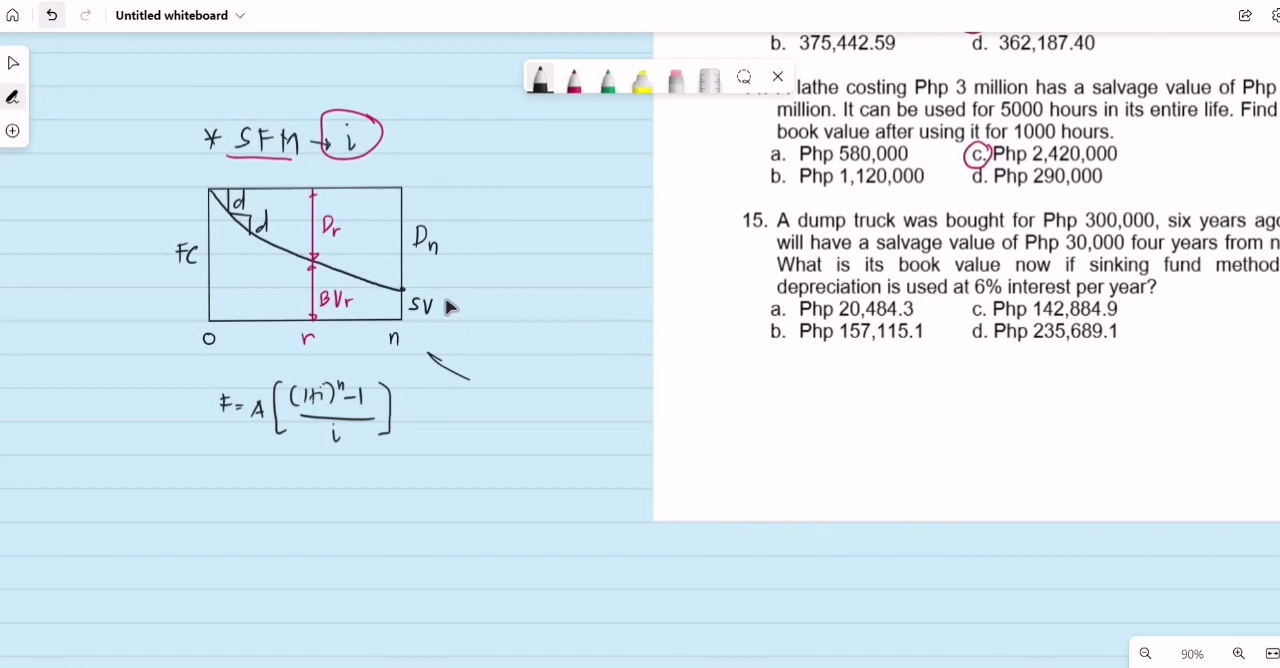 Untitled whiteboard
* SFM → i
d
d
Dr
Dn
FC
BVr
SV
0
r
n
F = A [ (1+i)^n - 1 / i ]
b. 375,442.59 d. 362,187.40
lathe costing Php 3 million has a salvage value of Php
million. It can be used for 5000 hours in its entire life. Find
book value after using it for 1000 hours.
a. Php 580,000 c. Php 2,420,000
b. Php 1,120,000 d. Php 290,000
15. A dump truck was bought for Php 300,000, six years ag
will have a salvage value of Php 30,000 four years from n
What is its book value now if sinking fund method
depreciation is used at 6% interest per year?
a. Php 20,484.3 c. Php 142,884.9
b. Php 157,115.1 d. Php 235,689.1
90%